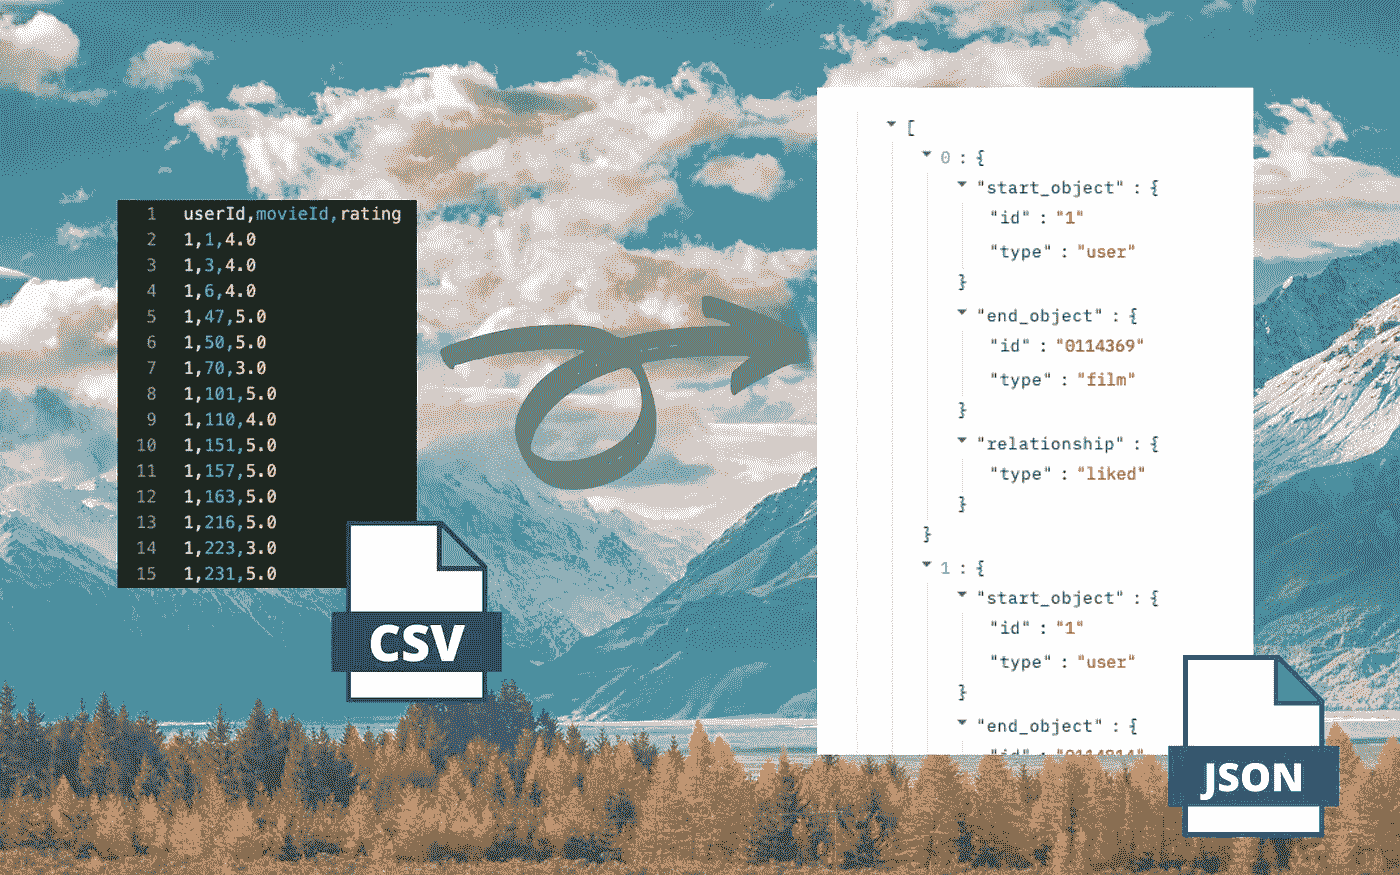 1 userId,movieId,rating
2 1,1,4.0
3 1,3,4.0
4 1,6,4.0
5 1,47,5.0
6 1,50,5.0
7 1,70,3.0
8 1,101,5.0
9 1,110,4.0
10 1,151,5.0
11 1,157,5.0
12 1,163,5.0
13 1,216,5.0
14 1,223,3.0
15 1,231,5.0
CSV
[
0 : {
"start_object" : {
"id" : "1"
"type" : "user"
}
"end_object" : {
"id" : "0114369"
"type" : "film"
}
"relationship" : {
"type" : "liked"
}
}
1 : {
"start_object" : {
"id" : "1"
"type" : "user"
}
"end_object" : {
"id" : "0114814"
JSON